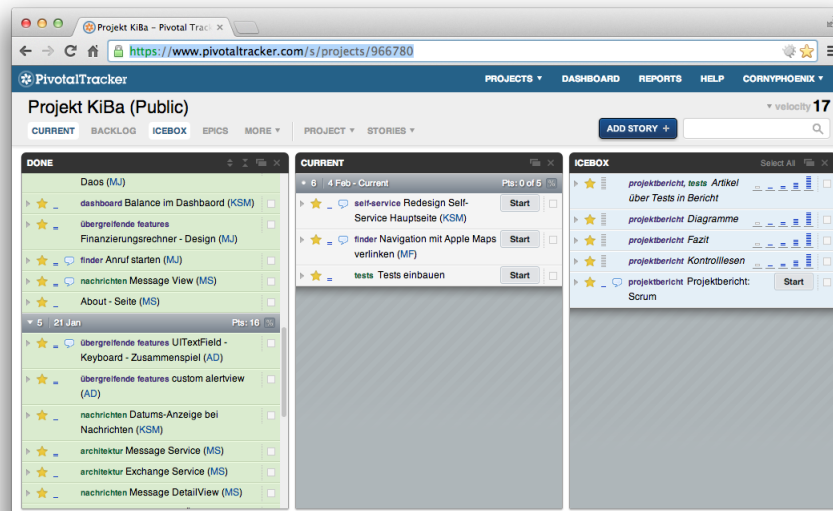 Projekt KiBa – Pivotal Track
https://www.pivotaltracker.com/s/projects/966780
PivotalTracker
PROJECTS DASHBOARD REPORTS HELP CORNYPHOENIX
Projekt KiBa (Public)
velocity 17
CURRENT BACKLOG ICEBOX EPICS MORE PROJECT STORIES
ADD STORY +
DONE
Daos (MJ)
dashboard Balance im Dashbaord (KSM)
übergreifende features
Finanzierungsrechner - Design (MJ)
finder Anruf starten (MJ)
nachrichten Message View (MS)
About - Seite (MS)
5 21 Jan Pts: 16 %
übergreifende features UITextField -
Keyboard - Zusammenspiel (AD)
übergreifende features custom alertview
(AD)
nachrichten Datums-Anzeige bei
Nachrichten (KSM)
architektur Message Service (MS)
architektur Exchange Service (MS)
nachrichten Message DetailView (MS)
CURRENT
6 4 Feb - Current Pts: 0 of 5 %
self-service Redesign Self- Start
Service Hauptseite (KSM)
finder Navigation mit Apple Maps Start
verlinken (MF)
tests Tests einbauen Start
ICEBOX Select All
projektbericht, tests Artikel
über Tests in Bericht
projektbericht Diagramme
projektbericht Fazit
projektbericht Kontrolllesen
projektbericht Projektbericht: Start
Scrum